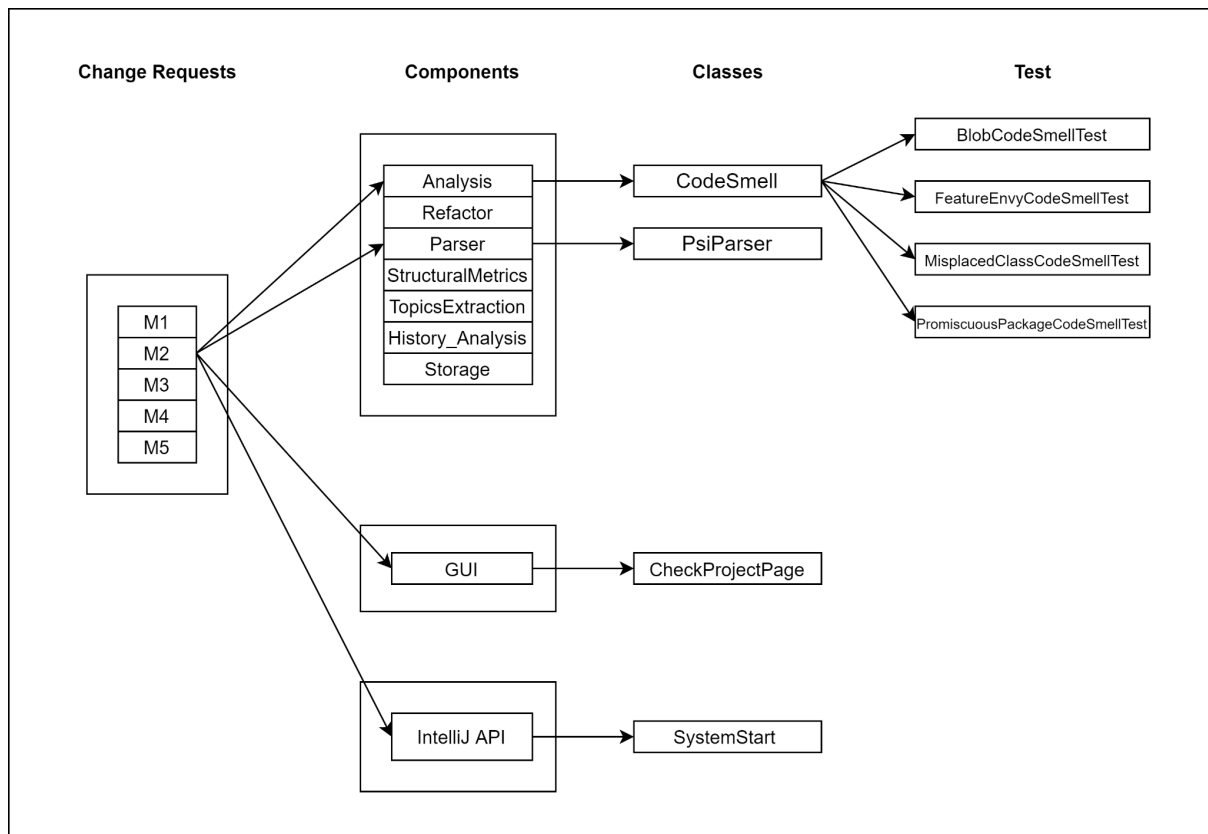 Change Requests
Components
Classes
Test
M1
M2
M3
M4
M5
Analysis
Refactor
Parser
StructuralMetrics
TopicsExtraction
History_Analysis
Storage
GUI
IntelliJ API
CodeSmell
PsiParser
CheckProjectPage
SystemStart
BlobCodeSmellTest
FeatureEnvyCodeSmellTest
MisplacedClassCodeSmellTest
PromiscuousPackageCodeSmellTest